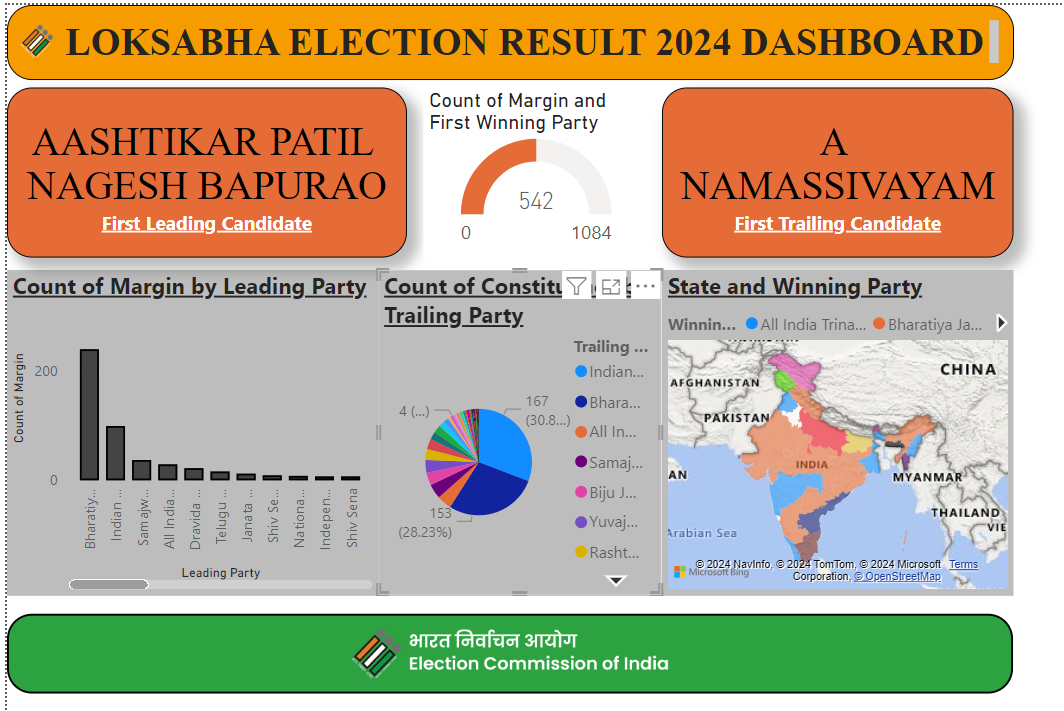 LOKSABHA ELECTION RESULT 2024 DASHBOARD
AASHTIKAR PATIL
NAGESH BAPURAO
First Leading Candidate
Count of Margin and
First Winning Party
542
0
1084
A
NAMASSIVAYAM
First Trailing Candidate
Count of Margin by Leading Party
Count of Margin
200
0
Bharatiy...
Indian ...
Samajw...
All India...
Dravida ...
Telugu ...
Janata ...
Shiv Se...
Nationa...
Indepen...
Shiv Sena
Leading Party
Count of Constitu
Trailing Party
4 (...)
167
(30.8...)
153
(28.23%)
Trailing ...
Indian...
Bhara...
All In...
Samaj...
Biju J...
Yuvaj...
Rasht...
State and Winning Party
Winnin...
All India Trina...
Bharatiya Ja...
CHINA
AFGHANISTAN
PAKISTAN
AN
INDIA
MYANMAR
THAILAND
VIE
Arabian Sea
Microsoft Bing
© 2024 NavInfo, © 2024 TomTom, © 2024 Microsoft Terms
Corporation, © OpenStreetMap
भारत निर्वाचन आयोग
Election Commission of India